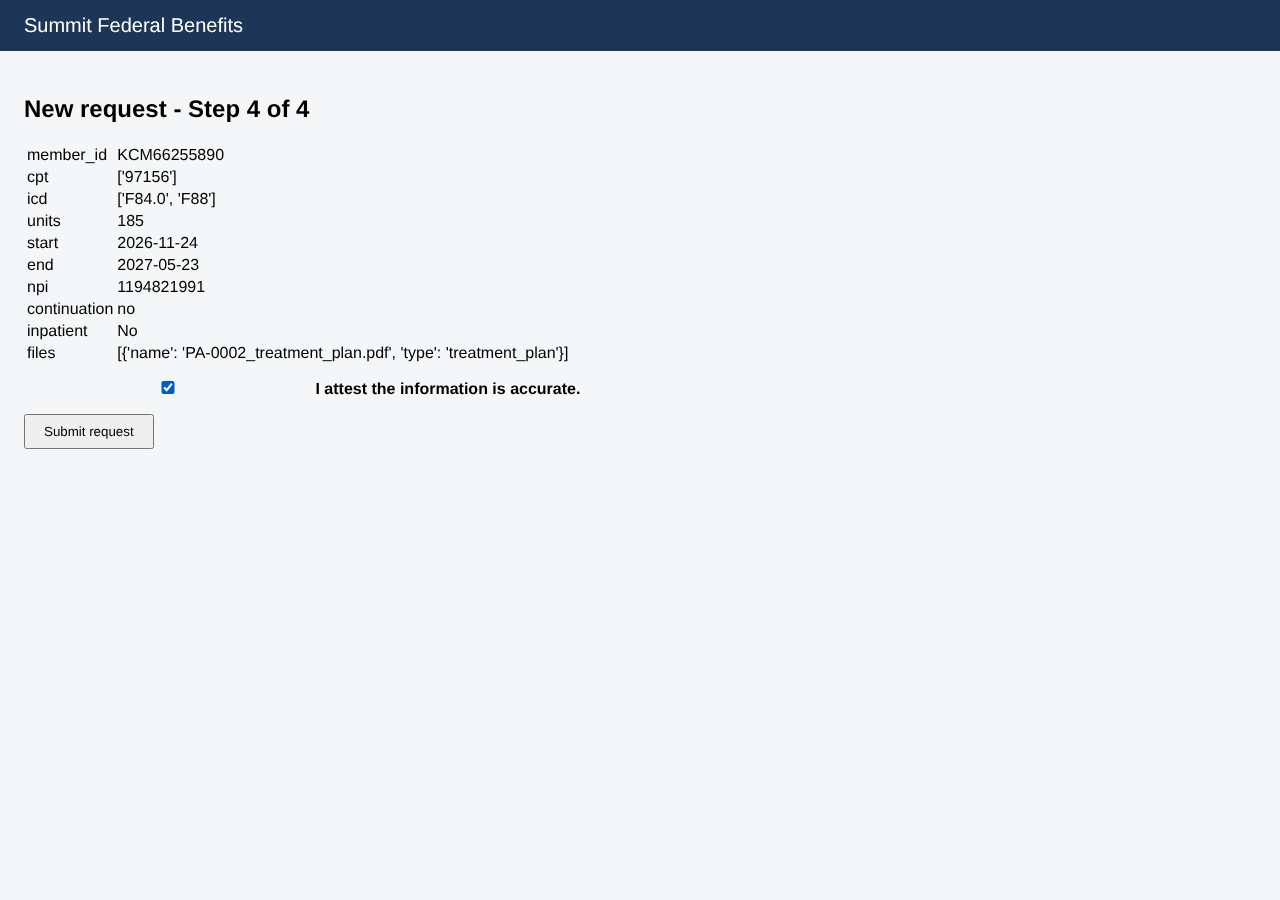 Summit Federal Benefits
New request - Step 4 of 4
member_id KCM66255890
cpt ['97156']
icd ['F84.0', 'F88']
units 185
start 2026-11-24
end 2027-05-23
npi 1194821991
continuation no
inpatient No
files [{'name': 'PA-0002_treatment_plan.pdf', 'type': 'treatment_plan'}]
I attest the information is accurate.
Submit request